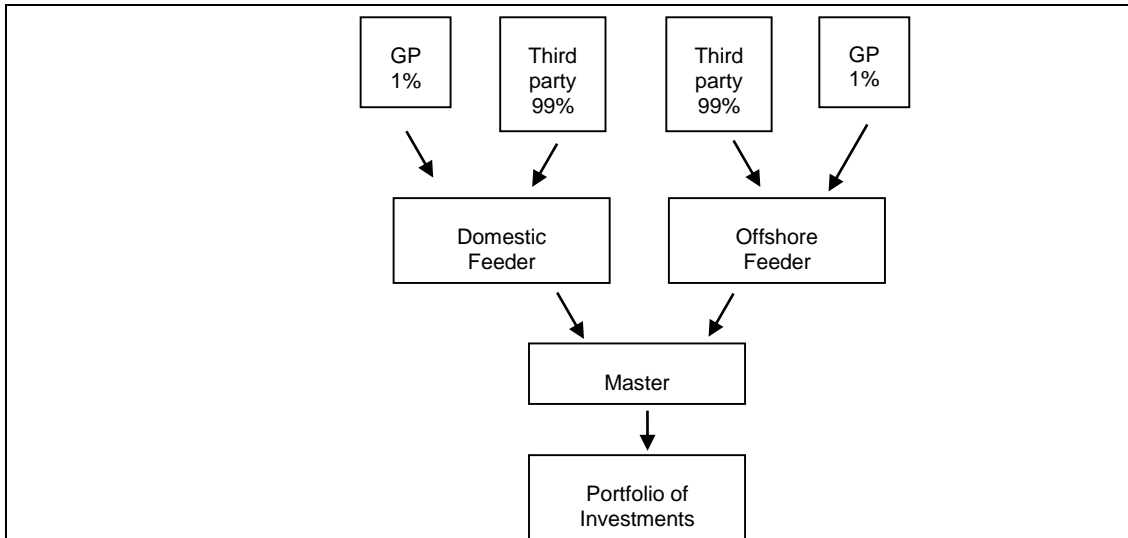 GP
1%
Third
party
99%
Third
party
99%
GP
1%
Domestic
Feeder
Offshore
Feeder
Master
Portfolio of
Investments